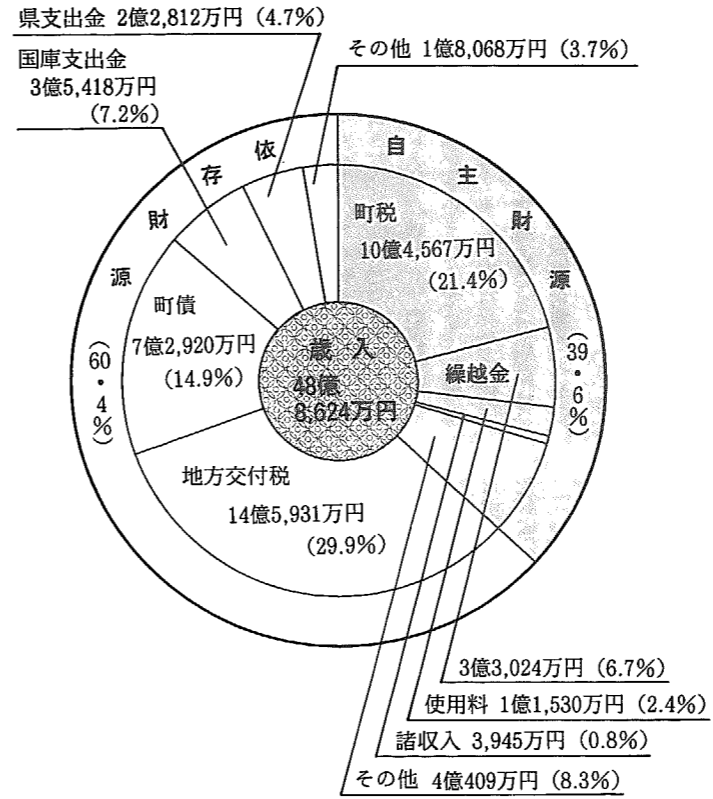 県支出金 2億2,812万円 (4.7%)
国庫支出金
3億5,418万円
(7.2%)
その他 1億8,068万円 (3.7%)
依存財源
(60・4%)
自主財源
(39・6%)
町税
10億4,567万円
(21.4%)
繰越金
町債
7億2,920万円
(14.9%)
歳入
48億
8,624万円
地方交付税
14億5,931万円
(29.9%)
3億3,024万円 (6.7%)
使用料 1億1,530万円 (2.4%)
諸収入 3,945万円 (0.8%)
その他 4億409万円 (8.3%)